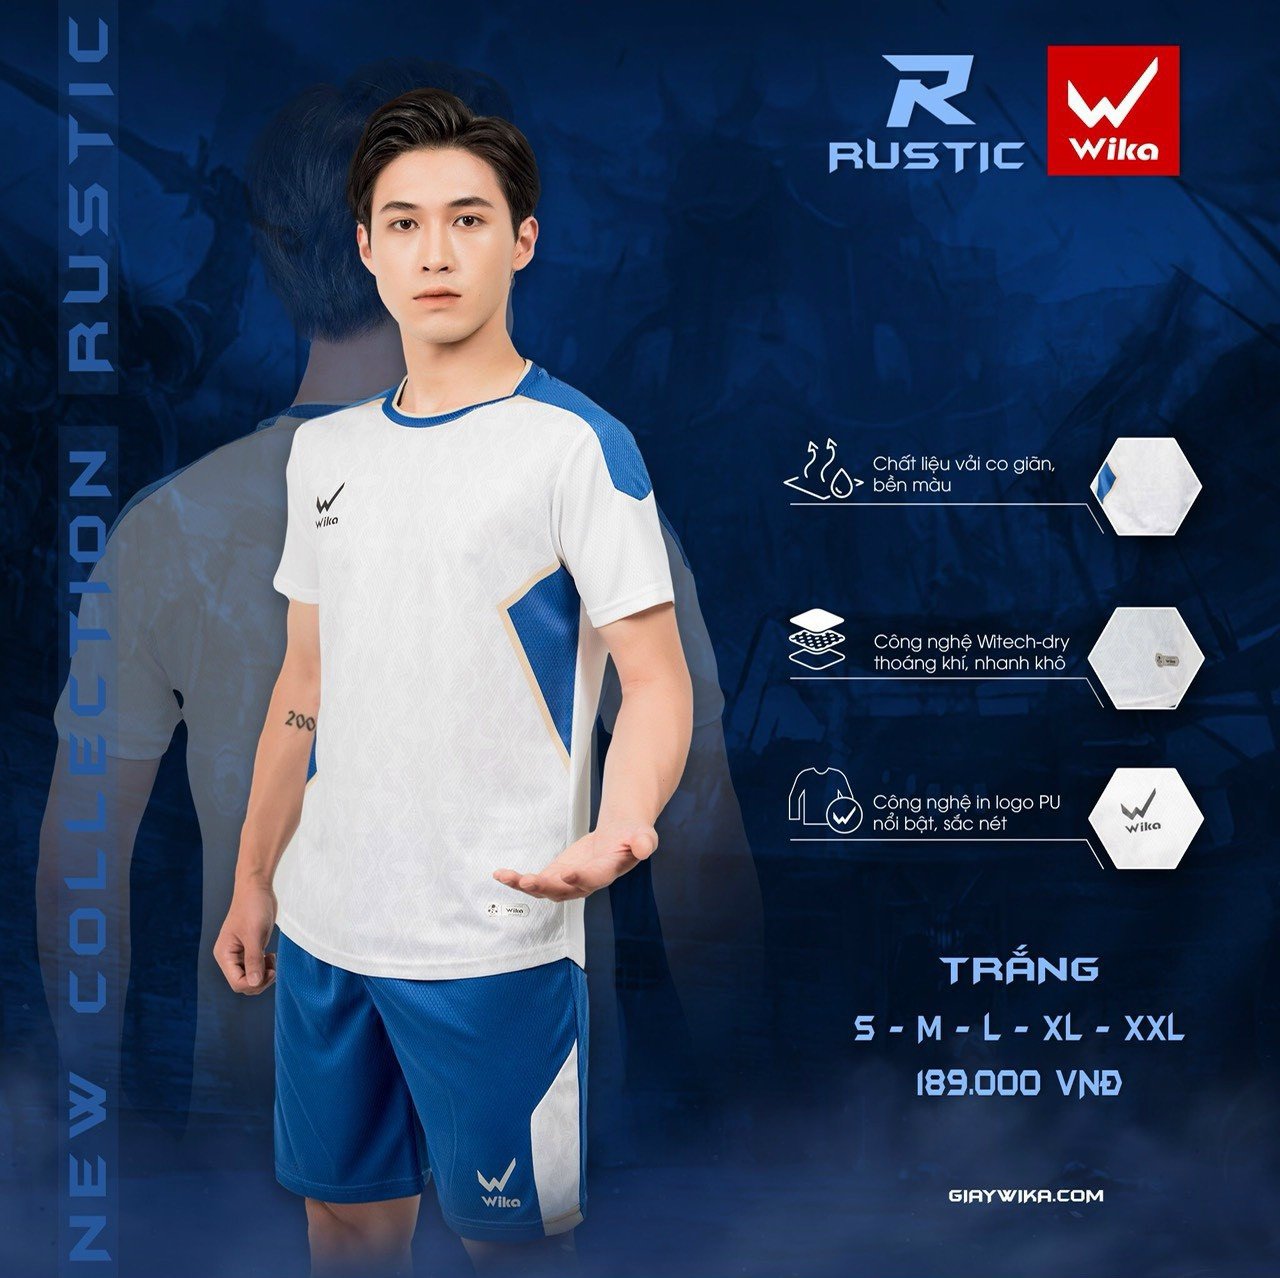 NEW COLLECTION RUSTIC
R
RUSTIC
Wika
Wika
200
Wika
Wika
Chất liệu vải co giãn,
bền màu
Công nghệ Witech-dry
thoáng khí, nhanh khô
Wika
Công nghệ in logo PU
nổi bật, sắc nét
Wika
TRẮNG
S - M - L - XL - XXL
189.000 VNĐ
GIAYWIKA.COM